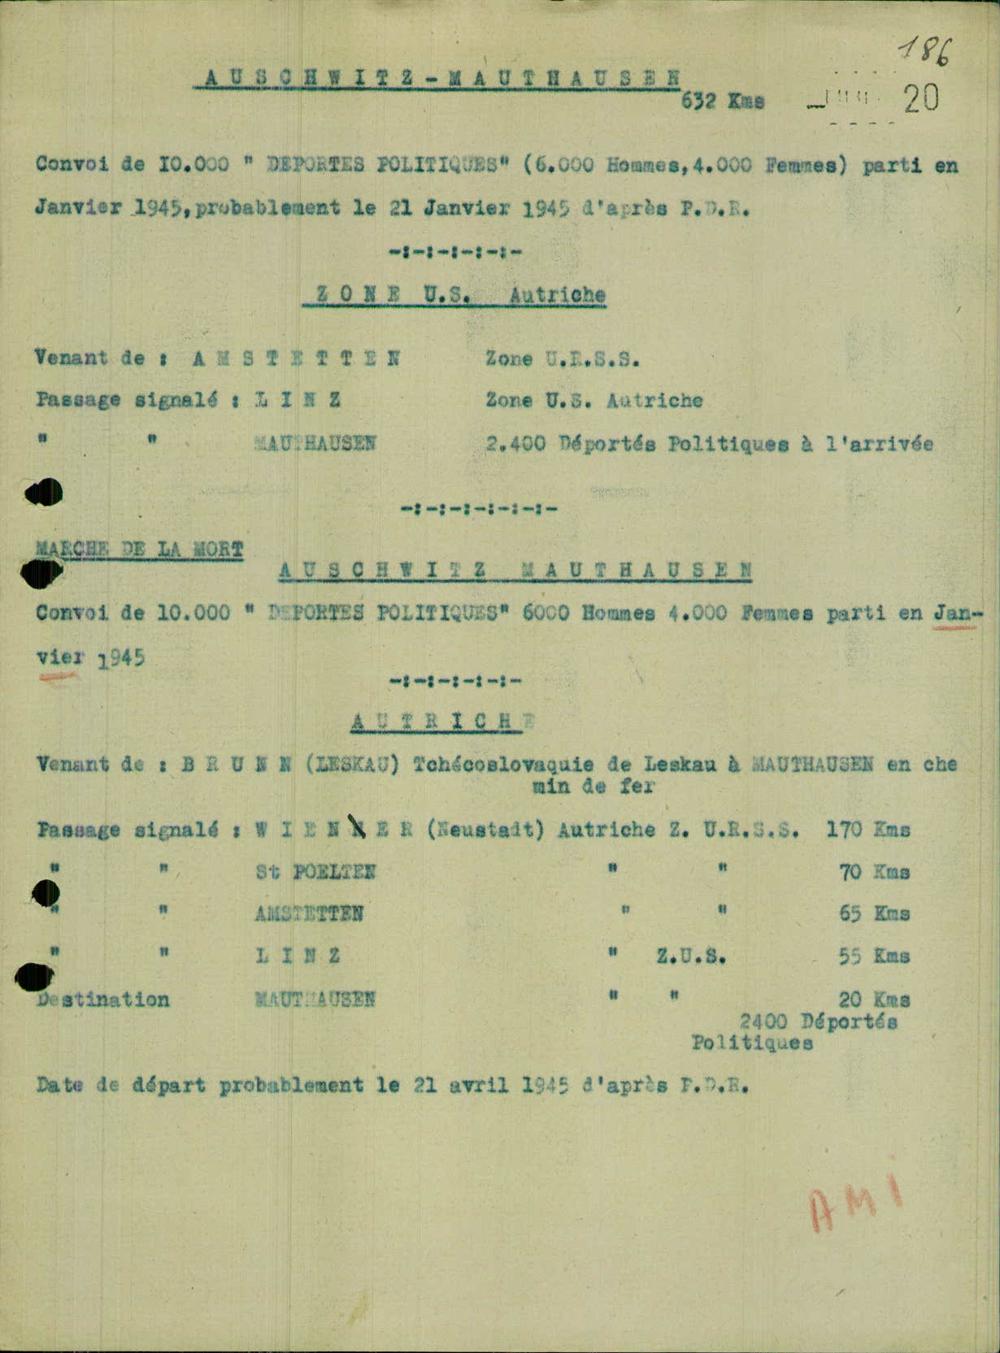 186
AUSCHWITZ-MAUTHAUSEN
632 Kms
20
Convoi de I0.000 " DEPORTES POLITIQUES" (6.000 Hommes,4.000 Femmes) parti en
Janvier 1945,probablement le 21 Janvier 1945 d'après F.D.R.
-:-:-:-:-:-
ZONE U.S. Autriche
Venant de : AMSTETTEN Zone U.R.S.S.
Passage signalé : LINZ Zone U.S. Autriche
" " MAUTHAUSEN 2.400 Déportés Politiques à l'arrivée
-:-:-:-:-:-:-
MARCHE DE LA MORT
AUSCHWITZ MAUTHAUSEN
Convoi de 10.000 " DEPORTES POLITIQUES" 6000 Hommes 4.000 Femmes parti en Jan-
vier 1945
-:-:-:-:-:-
AUTRICHE
Venant de : BRUNN (LESKAU) Tchécoslovaquie de Leskau à MAUTHAUSEN en che
min de fer
Passage signalé : WIENNER (Neustadt) Autriche Z. U.R.S.S. 170 Kms
" " St POELTEN " " 70 Kms
" " AMSTETTEN " " 65 Kms
" " LINZ " Z.U.S. 55 Kms
Destination MAUTHAUSEN " " 20 Kms
2400 Déportés
Politiques
Date de départ probablement le 21 avril 1945 d'après F.D.R.
AMI